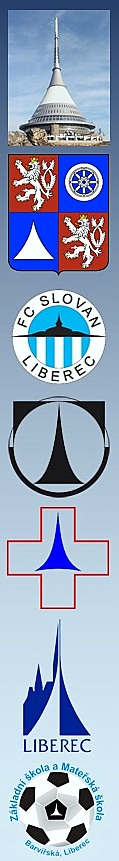 FC SLOVAN
LIBEREC
LIBEREC
Základní škola a Mateřská škola
Barvířská, Liberec